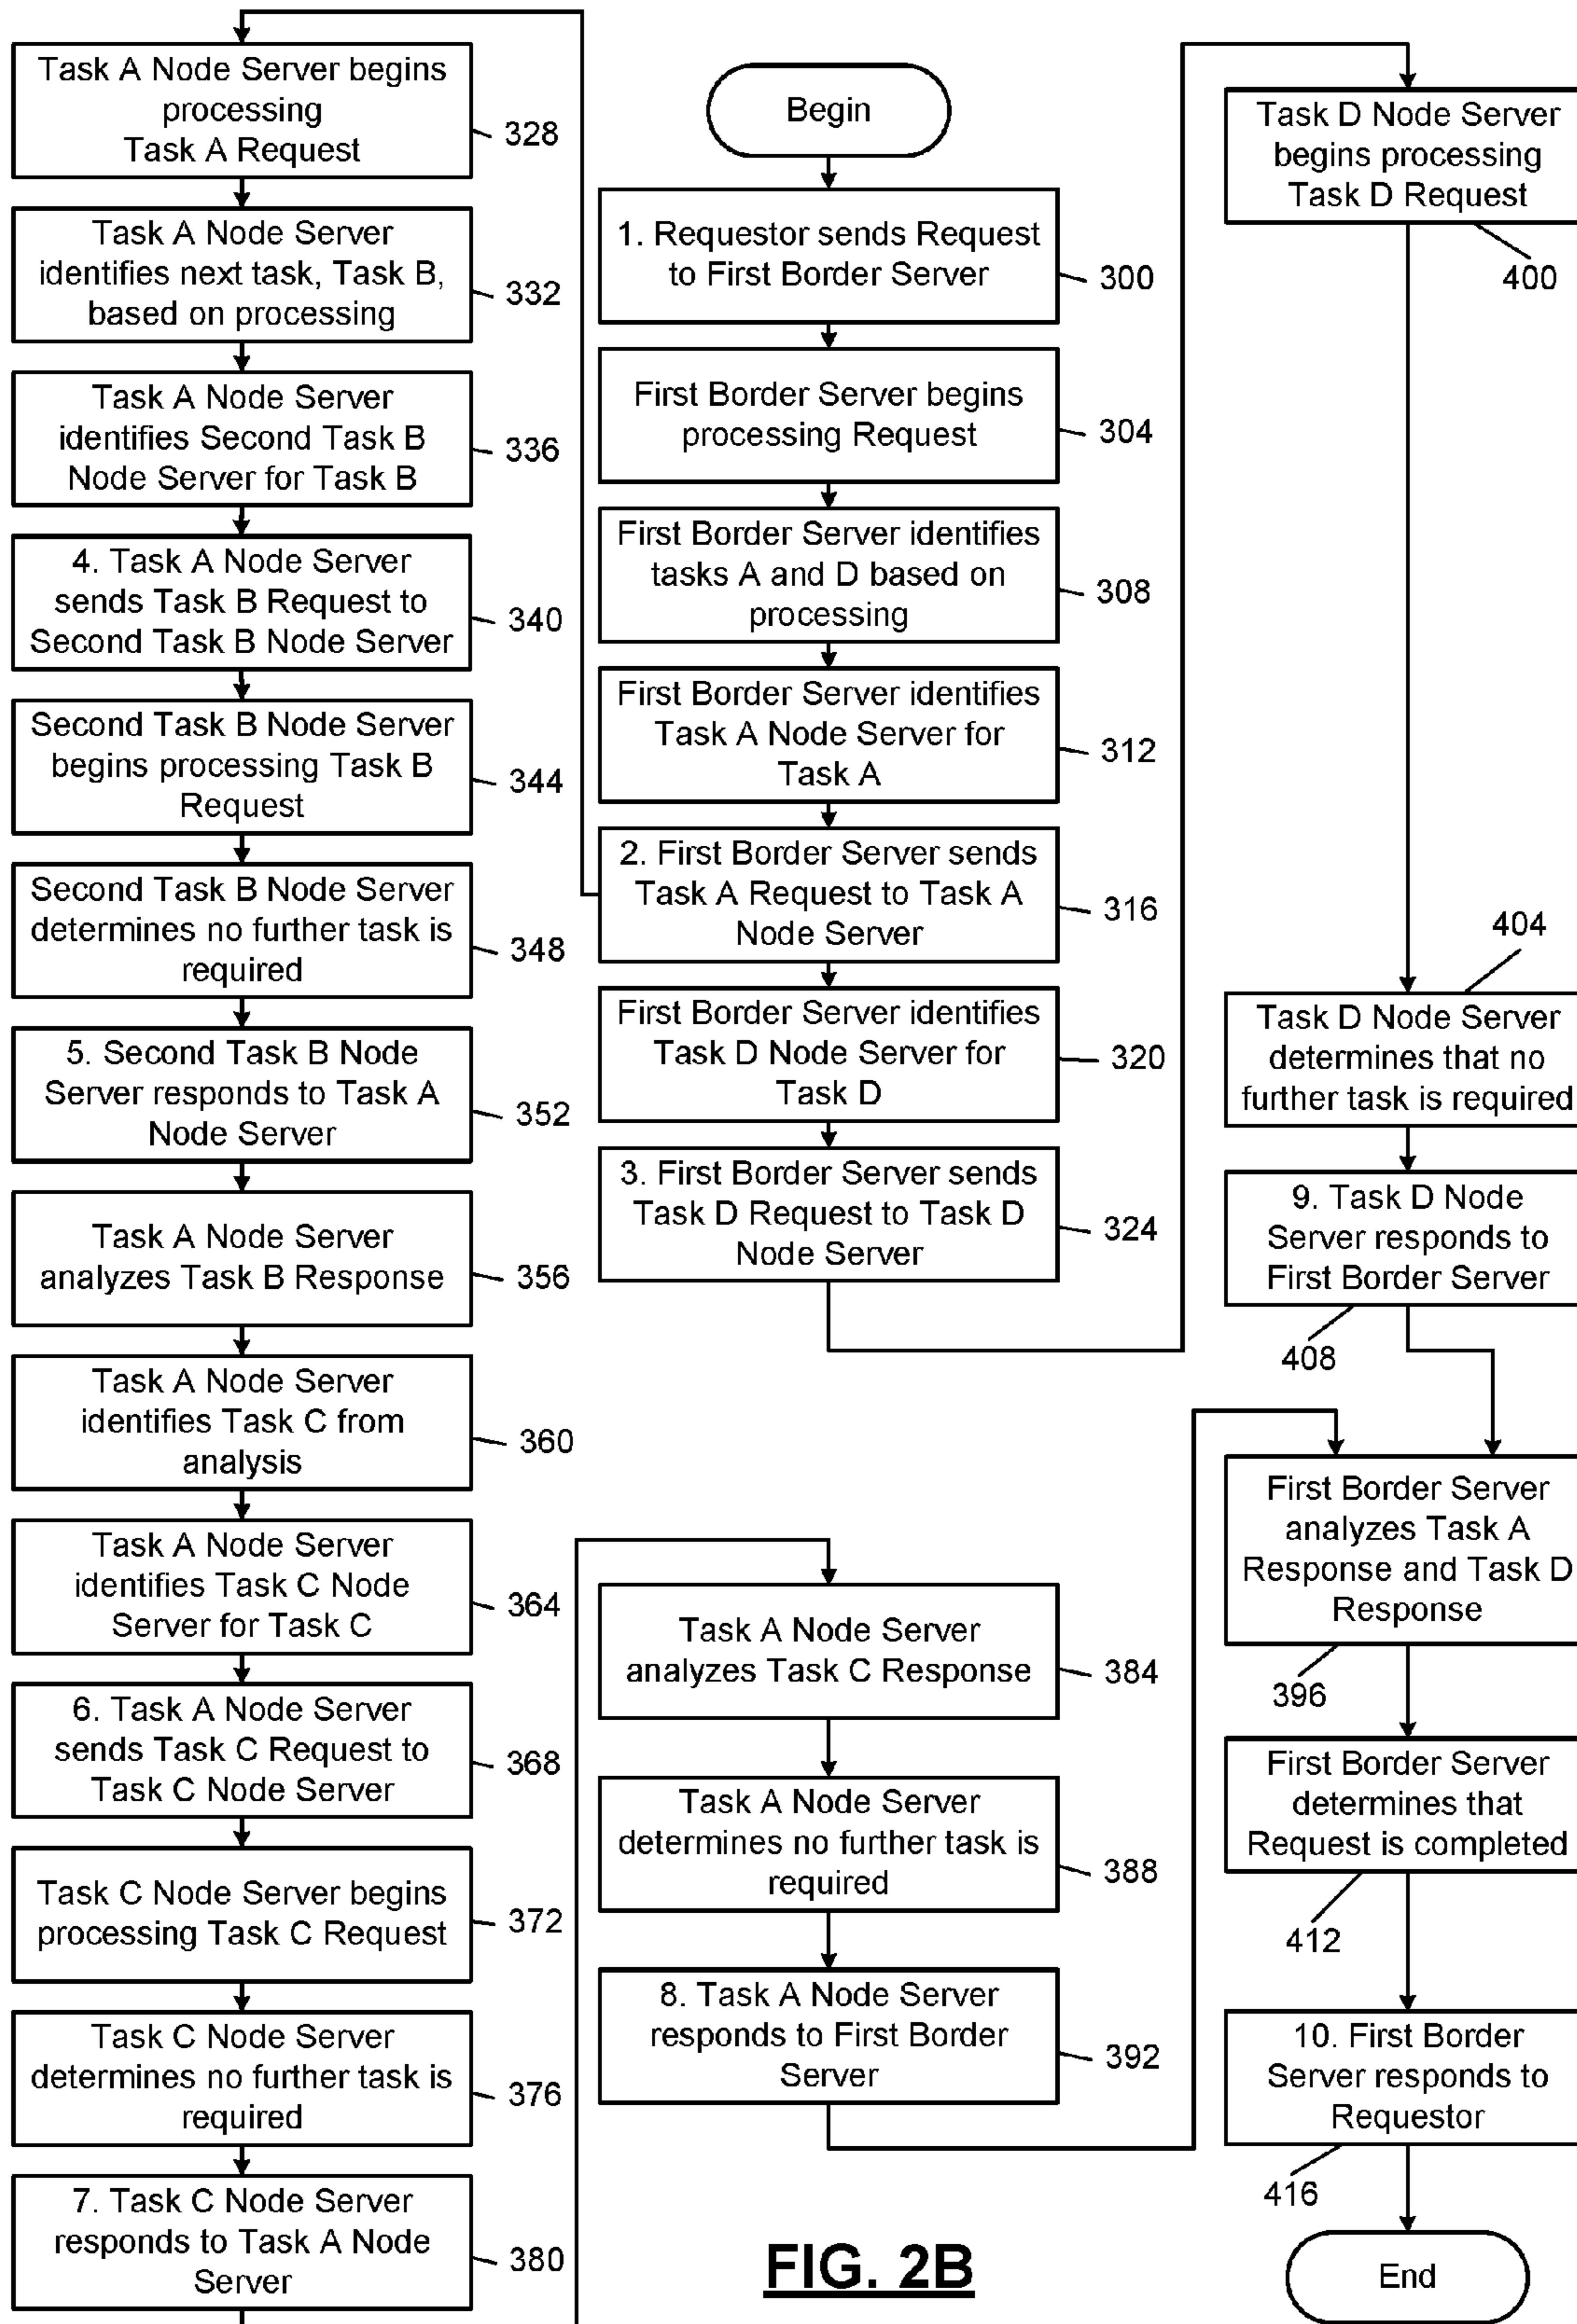 Begin
1. Requestor sends Request
to First Border Server
300
First Border Server begins
processing Request
304
First Border Server identifies
tasks A and D based on
processing
308
First Border Server identifies
Task A Node Server for
Task A
312
2. First Border Server sends
Task A Request to Task A
Node Server
316
First Border Server identifies
Task D Node Server for
Task D
320
3. First Border Server sends
Task D Request to Task D
Node Server
324
Task A Node Server begins
processing
Task A Request
328
Task A Node Server
identifies next task, Task B,
based on processing
332
Task A Node Server
identifies Second Task B
Node Server for Task B
336
4. Task A Node Server
sends Task B Request to
Second Task B Node Server
340
Second Task B Node Server
begins processing Task B
Request
344
Second Task B Node Server
determines no further task is
required
348
5. Second Task B Node
Server responds to Task A
Node Server
352
Task A Node Server
analyzes Task B Response
356
Task A Node Server
identifies Task C from
analysis
360
Task A Node Server
identifies Task C Node
Server for Task C
364
6. Task A Node Server
sends Task C Request to
Task C Node Server
368
Task C Node Server begins
processing Task C Request
372
Task C Node Server
determines no further task is
required
376
7. Task C Node Server
responds to Task A Node
Server
380
Task A Node Server
analyzes Task C Response
384
Task A Node Server
determines no further task is
required
388
8. Task A Node Server
responds to First Border
Server
392
Task D Node Server
begins processing
Task D Request
400
404
Task D Node Server
determines that no
further task is required
9. Task D Node
Server responds to
First Border Server
408
First Border Server
analyzes Task A
Response and Task D
Response
396
First Border Server
determines that
Request is completed
412
10. First Border
Server responds to
Requestor
416
End
FIG. 2B